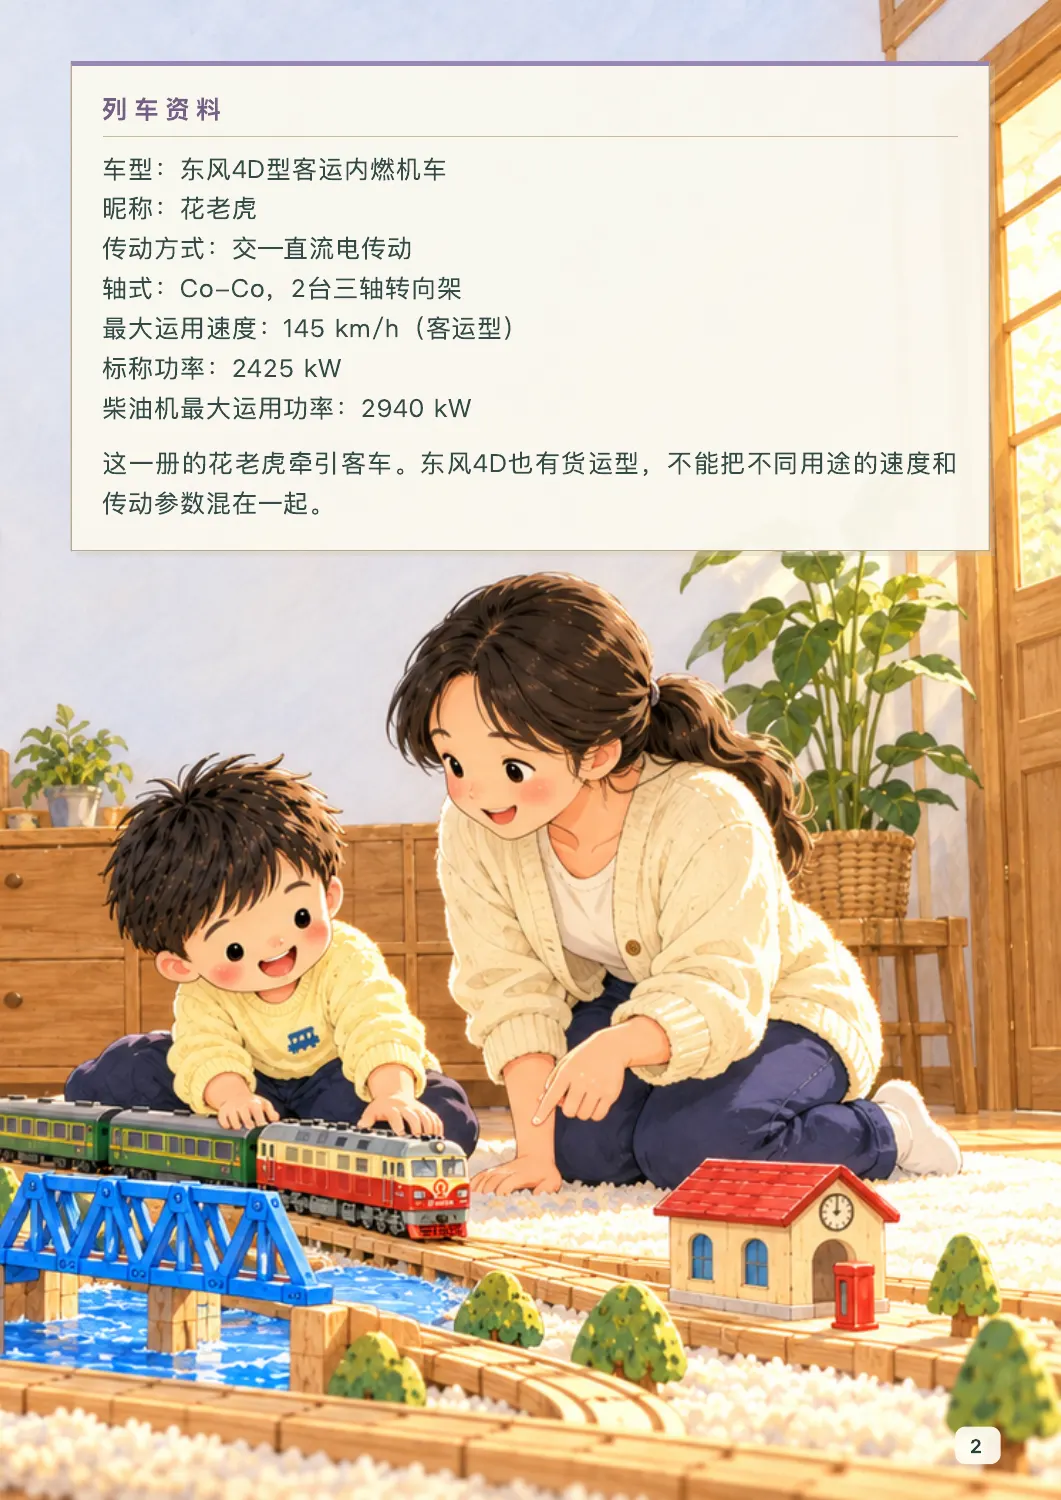 列车资料
车型：东风4D型客运内燃机车
昵称：花老虎
传动方式：交—直流电传动
轴式：Co–Co，2台三轴转向架
最大运用速度：145 km/h（客运型）
标称功率：2425 kW
柴油机最大运用功率：2940 kW
这一册的花老虎牵引客车。东风4D也有货运型，不能把不同用途的速度和
传动参数混在一起。
2